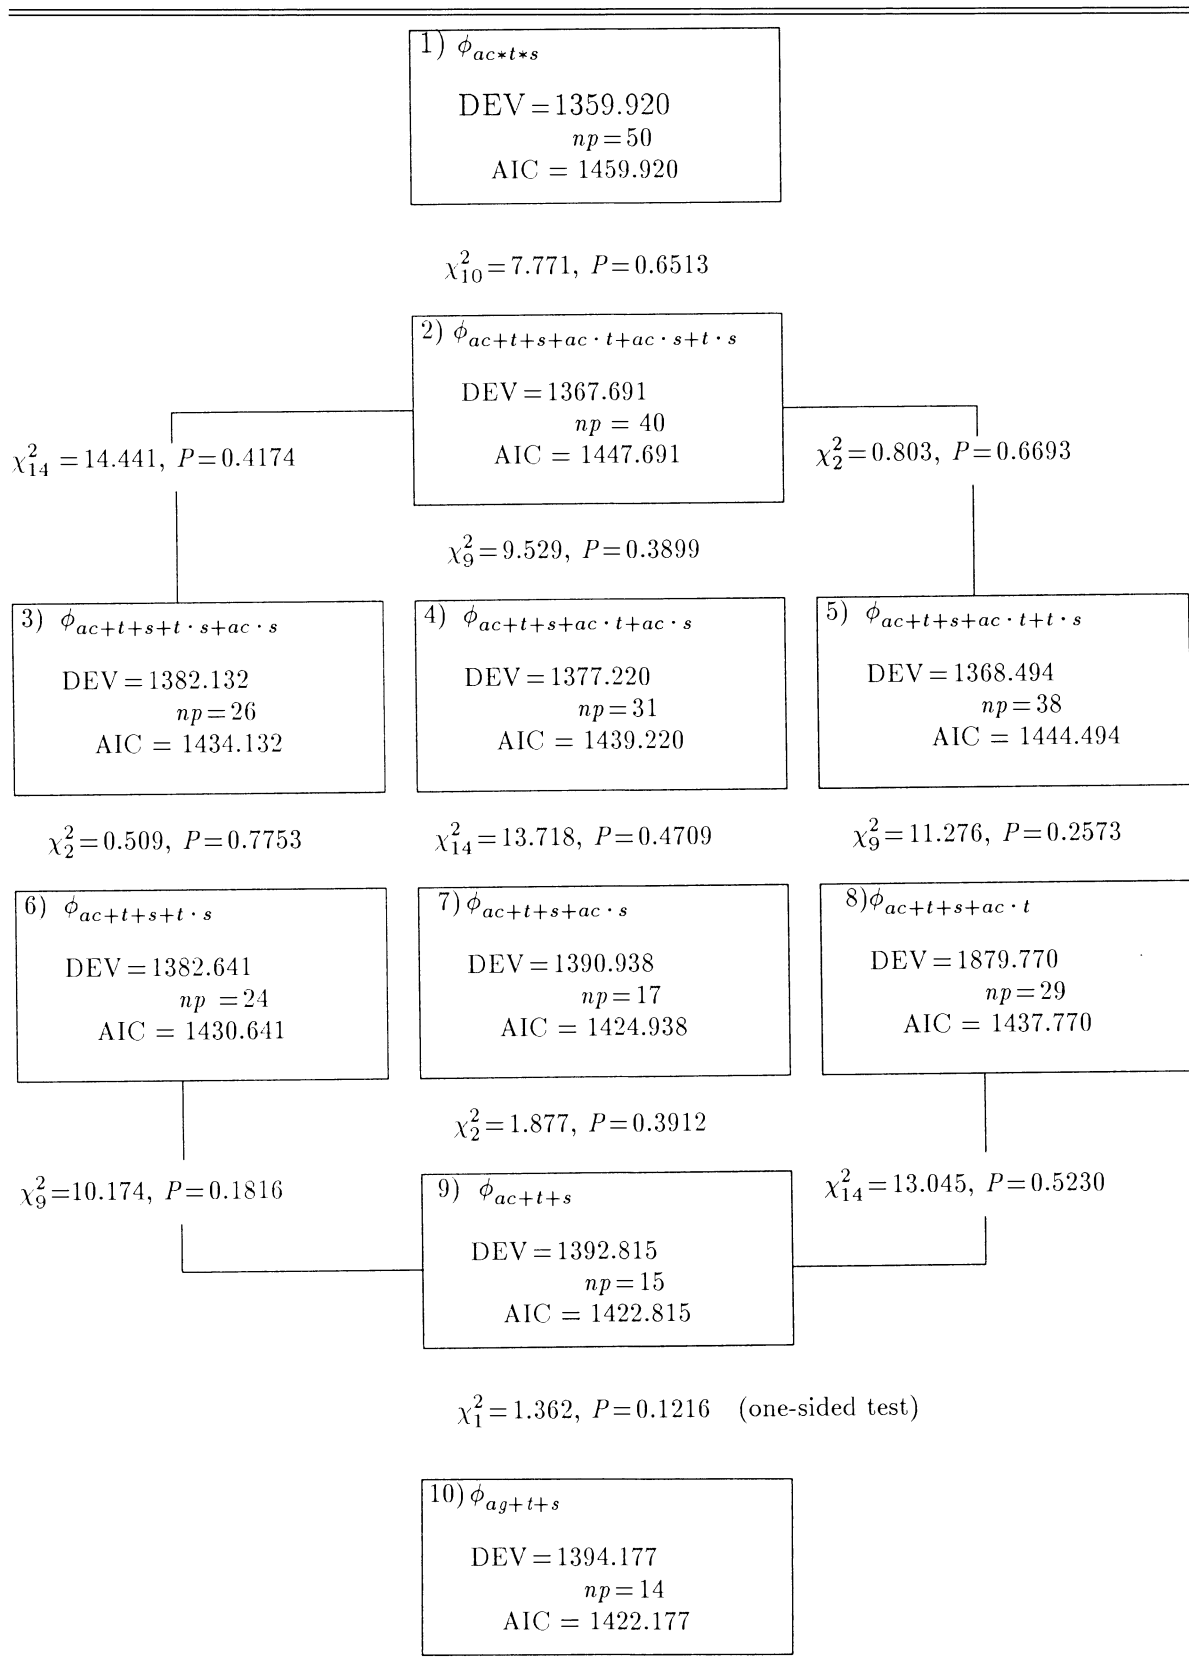 1) ϕ_{ac*t*s}
DEV=1359.920
np=50
AIC = 1459.920
χ²₁₀=7.771, P=0.6513
2) ϕ_{ac+t+s+ac·t+ac·s+t·s}
DEV=1367.691
np = 40
AIC = 1447.691
χ²₁₄=14.441, P=0.4174
χ²₂=0.803, P=0.6693
χ²₉=9.529, P=0.3899
3) ϕ_{ac+t+s+t·s+ac·s}
DEV=1382.132
np=26
AIC = 1434.132
4) ϕ_{ac+t+s+ac·t+ac·s}
DEV=1377.220
np=31
AIC = 1439.220
5) ϕ_{ac+t+s+ac·t+t·s}
DEV=1368.494
np=38
AIC = 1444.494
χ²₂=0.509, P=0.7753
χ²₁₄=13.718, P=0.4709
χ²₉=11.276, P=0.2573
6) ϕ_{ac+t+s+t·s}
DEV=1382.641
np =24
AIC = 1430.641
7) ϕ_{ac+t+s+ac·s}
DEV=1390.938
np=17
AIC = 1424.938
8) ϕ_{ac+t+s+ac·t}
DEV=1879.770
np=29
AIC = 1437.770
χ²₂=1.877, P=0.3912
χ²₉=10.174, P=0.1816
χ²₁₄=13.045, P=0.5230
9) ϕ_{ac+t+s}
DEV=1392.815
np=15
AIC = 1422.815
χ²₁=1.362, P=0.1216 (one-sided test)
10) ϕ_{ag+t+s}
DEV=1394.177
np=14
AIC = 1422.177